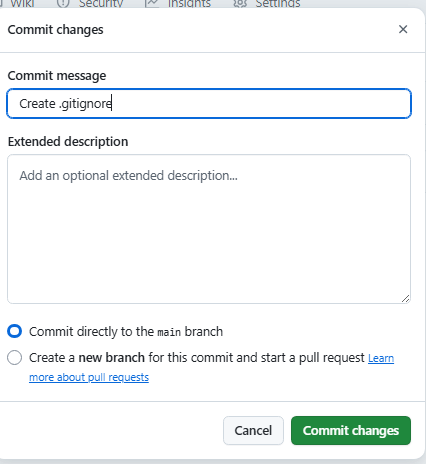 Wiki Security Insights Settings
Commit changes
Commit message
Create .gitignore
Extended description
Add an optional extended description...
Commit directly to the main branch
Create a new branch for this commit and start a pull request Learn
more about pull requests
Cancel Commit changes